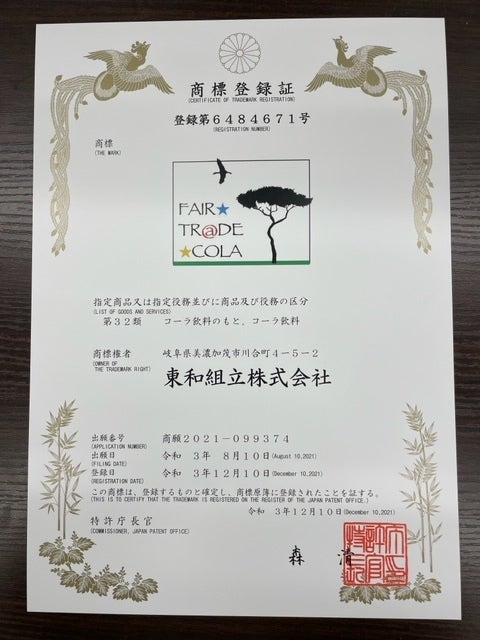 商標登録証
(CERTIFICATE OF TRADEMARK REGISTRATION)
登録第6484671号
(REGISTRATION NUMBER)
商標
(THE MARK)
FAIR★
TR@DE
★COLA
指定商品又は指定役務並びに商品及び役務の区分
(LIST OF GOODS AND SERVICES)
第32類 コーラ飲料のもと、コーラ飲料
商標権者 岐阜県美濃加茂市川合町4-5-2
(OWNER OF
THE TRADEMARK RIGHT)
東和組立株式会社
出願番号 商願2021-099374
(APPLICATION NUMBER)
出願日 令和 3年 8月10日(August 10,2021)
(FILING DATE)
登録日 令和 3年12月10日(December 10,2021)
(REGISTRATION DATE)
この商標は、登録するものと確定し、商標原簿に登録されたことを証する。
(THIS IS TO CERTIFY THAT THE TRADEMARK IS REGISTERED ON THE REGISTER OF THE JAPAN PATENT OFFICE.)
令和 3年12月10日(December 10,2021)
特許庁長官
(COMMISSIONER, JAPAN PATENT OFFICE)
森 清